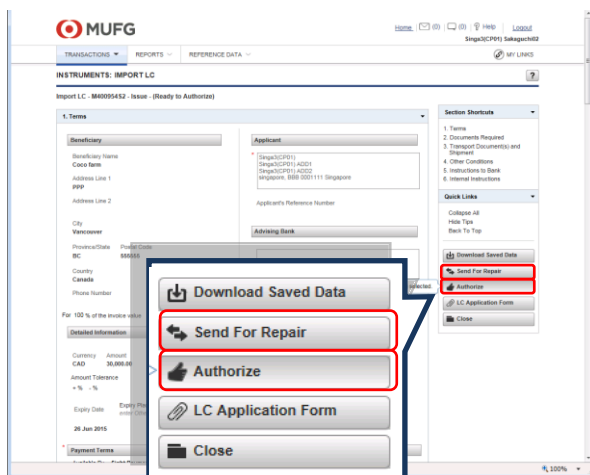 MUFG
Home (0) (0) Help Logout
Singa3(CP01) Sakaguchi02
TRANSACTIONS REPORTS REFERENCE DATA MY LINKS
INSTRUMENTS: IMPORT LC ?
Import LC - M400954S2 - Issue - (Ready to Authorize)
1. Terms
Beneficiary
Beneficiary Name
Coco farm
Address Line 1
PPP
Address Line 2
City
Vancouver
Province/State Postal Code
BC 888888
Country
Canada
Phone Number
For 100 % of the invoice value
Detailed Information
Currency Amount
CAD 30,000.00
Amount Tolerance
+ % - %
Expiry Date
26 Jun 2015
* Payment Terms
Applicant
* Singa3(CP01)
Singa3(CP01) ADD1
Singa3(CP01) ADD2
singapore, BBB 0001111 Singapore
Applicant's Reference Number
Advising Bank
selected.
Section Shortcuts
1. Terms
2. Documents Required
3. Transport Document(s) and
Shipment
4. Other Conditions
5. Instructions to Bank
6. Internal Instructions
Quick Links
Collapse All
Hide Tips
Back To Top
Download Saved Data
Send For Repair
Authorize
LC Application Form
Close
Download Saved Data
Send For Repair
Authorize
LC Application Form
Close
100%